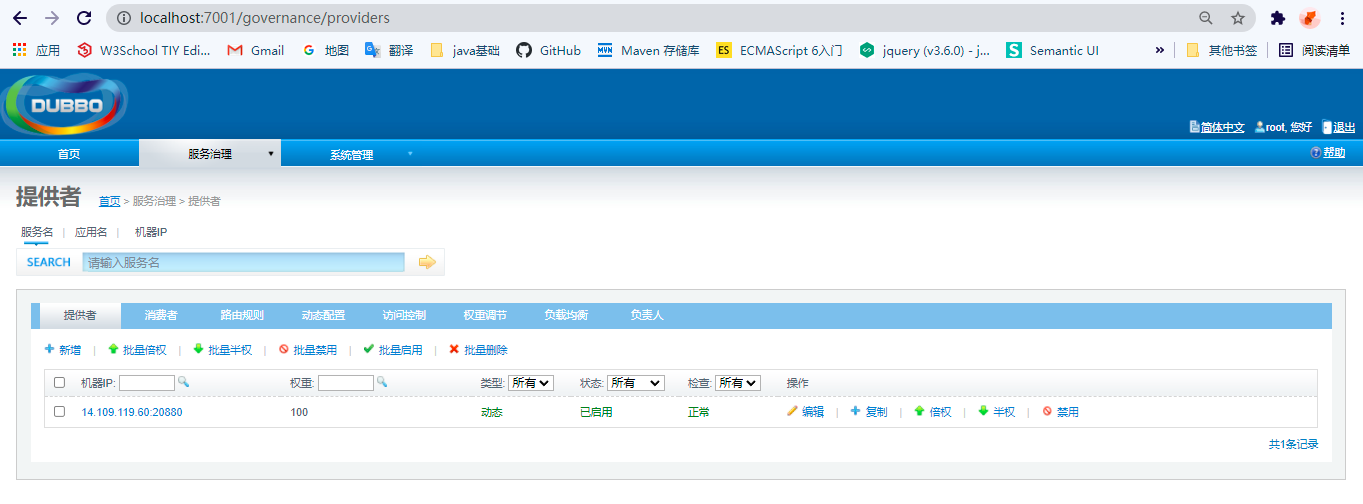 localhost:7001/governance/providers
应用 W3School TIY Edi... Gmail 地图 翻译 java基础 GitHub Maven 存储库 ES ECMAScript 6入门 jquery (v3.6.0) - j... S Semantic UI » 其他书签 阅读清单
DUBBO
简体中文 root, 您好 退出
首页 服务治理 系统管理 帮助
提供者 首页 > 服务治理 > 提供者
服务名 | 应用名 | 机器IP
SEARCH 请输入服务名
提供者 消费者 路由规则 动态配置 访问控制 权重调节 负载均衡 负责人
新增 | 批量倍权 | 批量半权 | 批量禁用 | 批量启用 | 批量删除
机器IP: 权重: 类型: 所有 状态: 所有 检查: 所有 操作
14.109.119.60:20880 100 动态 已启用 正常 编辑 | 复制 | 倍权 | 半权 | 禁用
共1条记录